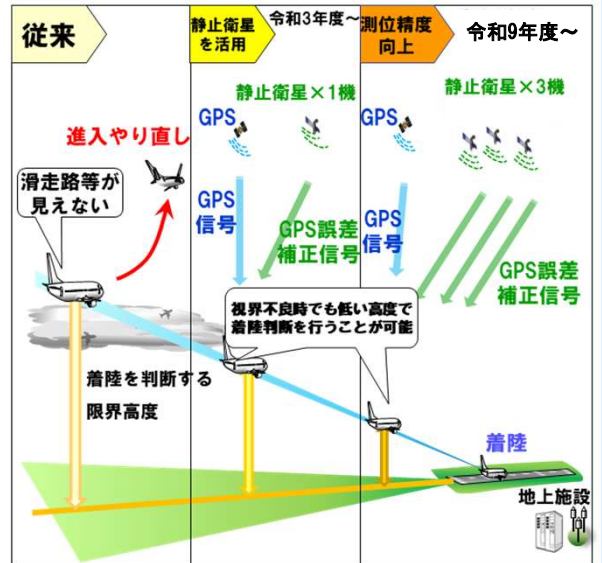 従来
静止衛星
を活用
令和3年度～
測位精度
向上
令和9年度～
静止衛星×1機
静止衛星×3機
GPS
GPS
進入やり直し
滑走路等が
見えない
GPS
信号
GPS誤差
補正信号
GPS
信号
GPS誤差
補正信号
視界不良時でも低い高度で
着陸判断を行うことが可能
着陸を判断する
限界高度
着陸
地上施設